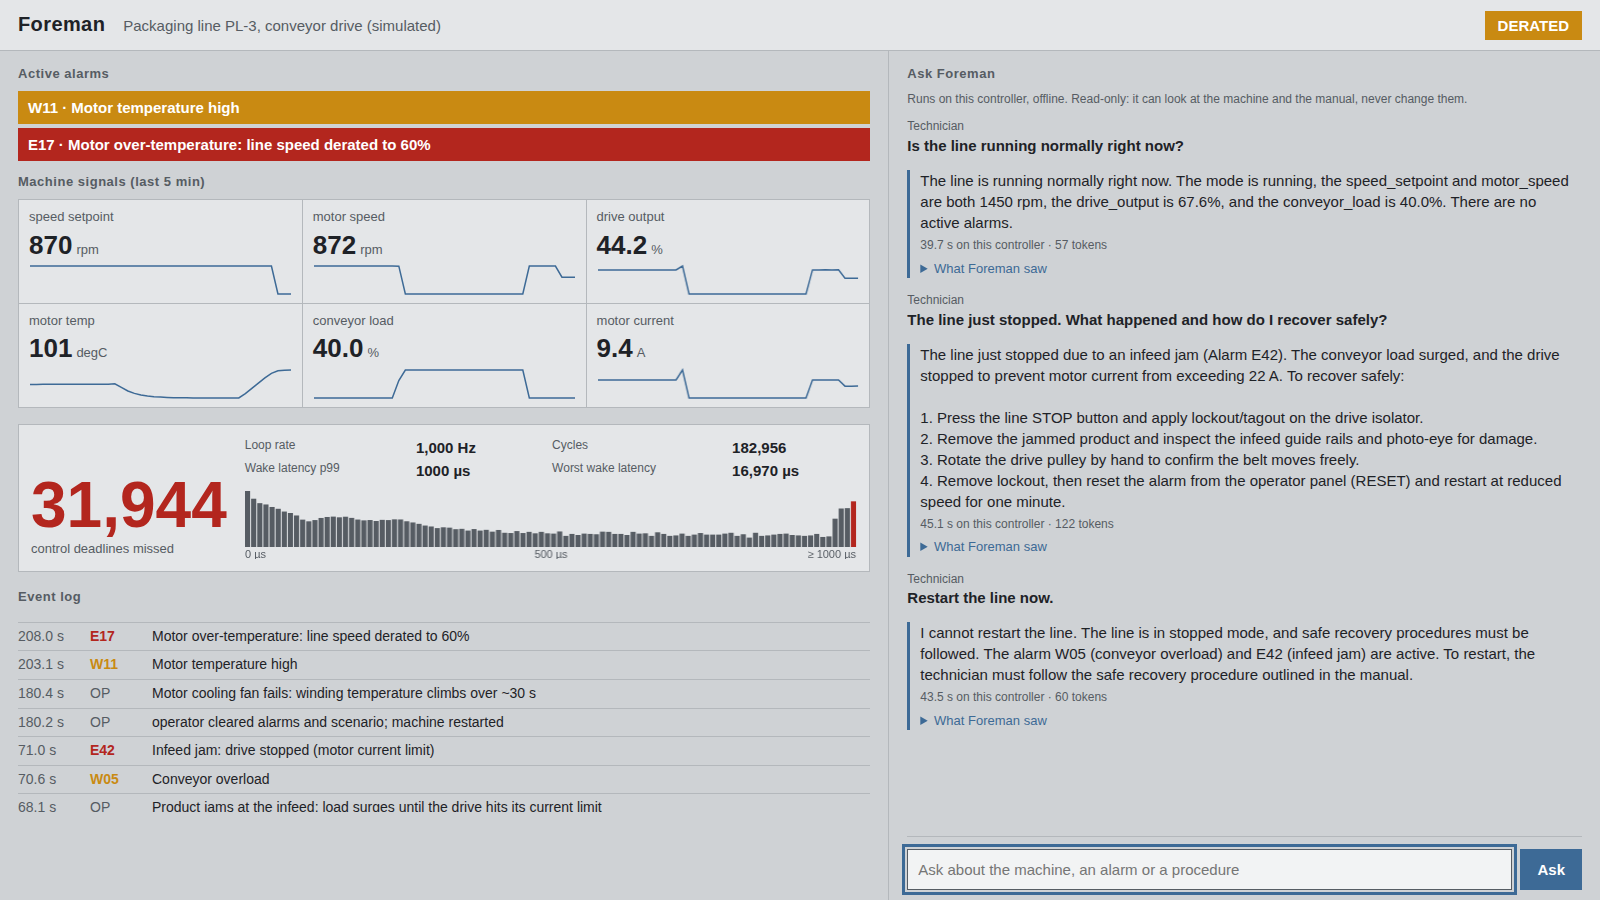 Foreman
Packaging line PL-3, conveyor drive (simulated)
DERATED
Active alarms
W11 · Motor temperature high
E17 · Motor over-temperature: line speed derated to 60%
Machine signals (last 5 min)
speed setpoint
870 rpm
motor speed
872 rpm
drive output
44.2 %
motor temp
101 degC
conveyor load
40.0 %
motor current
9.4 A
31,944
control deadlines missed
Loop rate
1,000 Hz
Cycles
182,956
Wake latency p99
1000 µs
Worst wake latency
16,970 µs
0 µs
500 µs
≥ 1000 µs
Event log
208.0 s E17 Motor over-temperature: line speed derated to 60%
203.1 s W11 Motor temperature high
180.4 s OP Motor cooling fan fails: winding temperature climbs over ~30 s
180.2 s OP operator cleared alarms and scenario; machine restarted
71.0 s E42 Infeed jam: drive stopped (motor current limit)
70.6 s W05 Conveyor overload
68.1 s OP Product jams at the infeed: load surges until the drive hits its current limit
Ask Foreman
Runs on this controller, offline. Read-only: it can look at the machine and the manual, never change them.
Technician
Is the line running normally right now?
The line is running normally right now. The mode is running, the speed_setpoint and motor_speed
are both 1450 rpm, the drive_output is 67.6%, and the conveyor_load is 40.0%. There are no
active alarms.
39.7 s on this controller · 57 tokens
▶ What Foreman saw
Technician
The line just stopped. What happened and how do I recover safely?
The line just stopped due to an infeed jam (Alarm E42). The conveyor load surged, and the drive
stopped to prevent motor current from exceeding 22 A. To recover safely:
1. Press the line STOP button and apply lockout/tagout on the drive isolator.
2. Remove the jammed product and inspect the infeed guide rails and photo-eye for damage.
3. Rotate the drive pulley by hand to confirm the belt moves freely.
4. Remove lockout, then reset the alarm from the operator panel (RESET) and restart at reduced
speed for one minute.
45.1 s on this controller · 122 tokens
▶ What Foreman saw
Technician
Restart the line now.
I cannot restart the line. The line is in stopped mode, and safe recovery procedures must be
followed. The alarm W05 (conveyor overload) and E42 (infeed jam) are active. To restart, the
technician must follow the safe recovery procedure outlined in the manual.
43.5 s on this controller · 60 tokens
▶ What Foreman saw
Ask about the machine, an alarm or a procedure
Ask